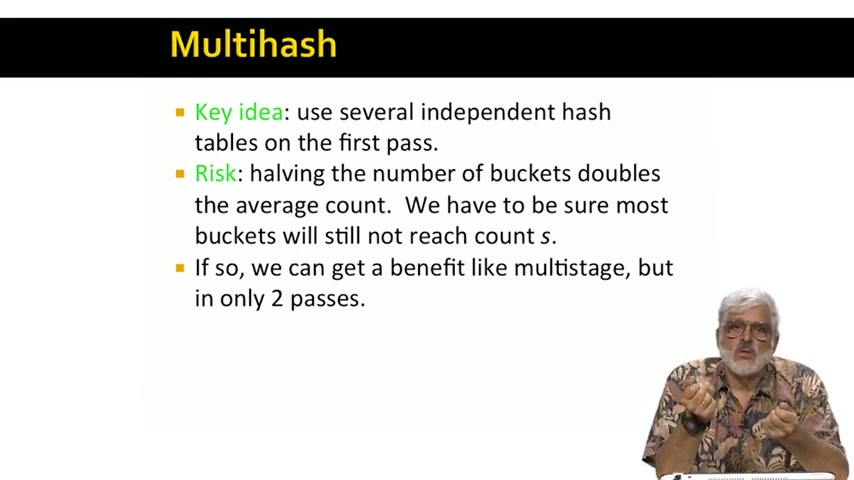 Multihash
Key idea: use several independent hash
tables on the first pass.
Risk: halving the number of buckets doubles
the average count. We have to be sure most
buckets will still not reach count s.
If so, we can get a benefit like multistage, but
in only 2 passes.